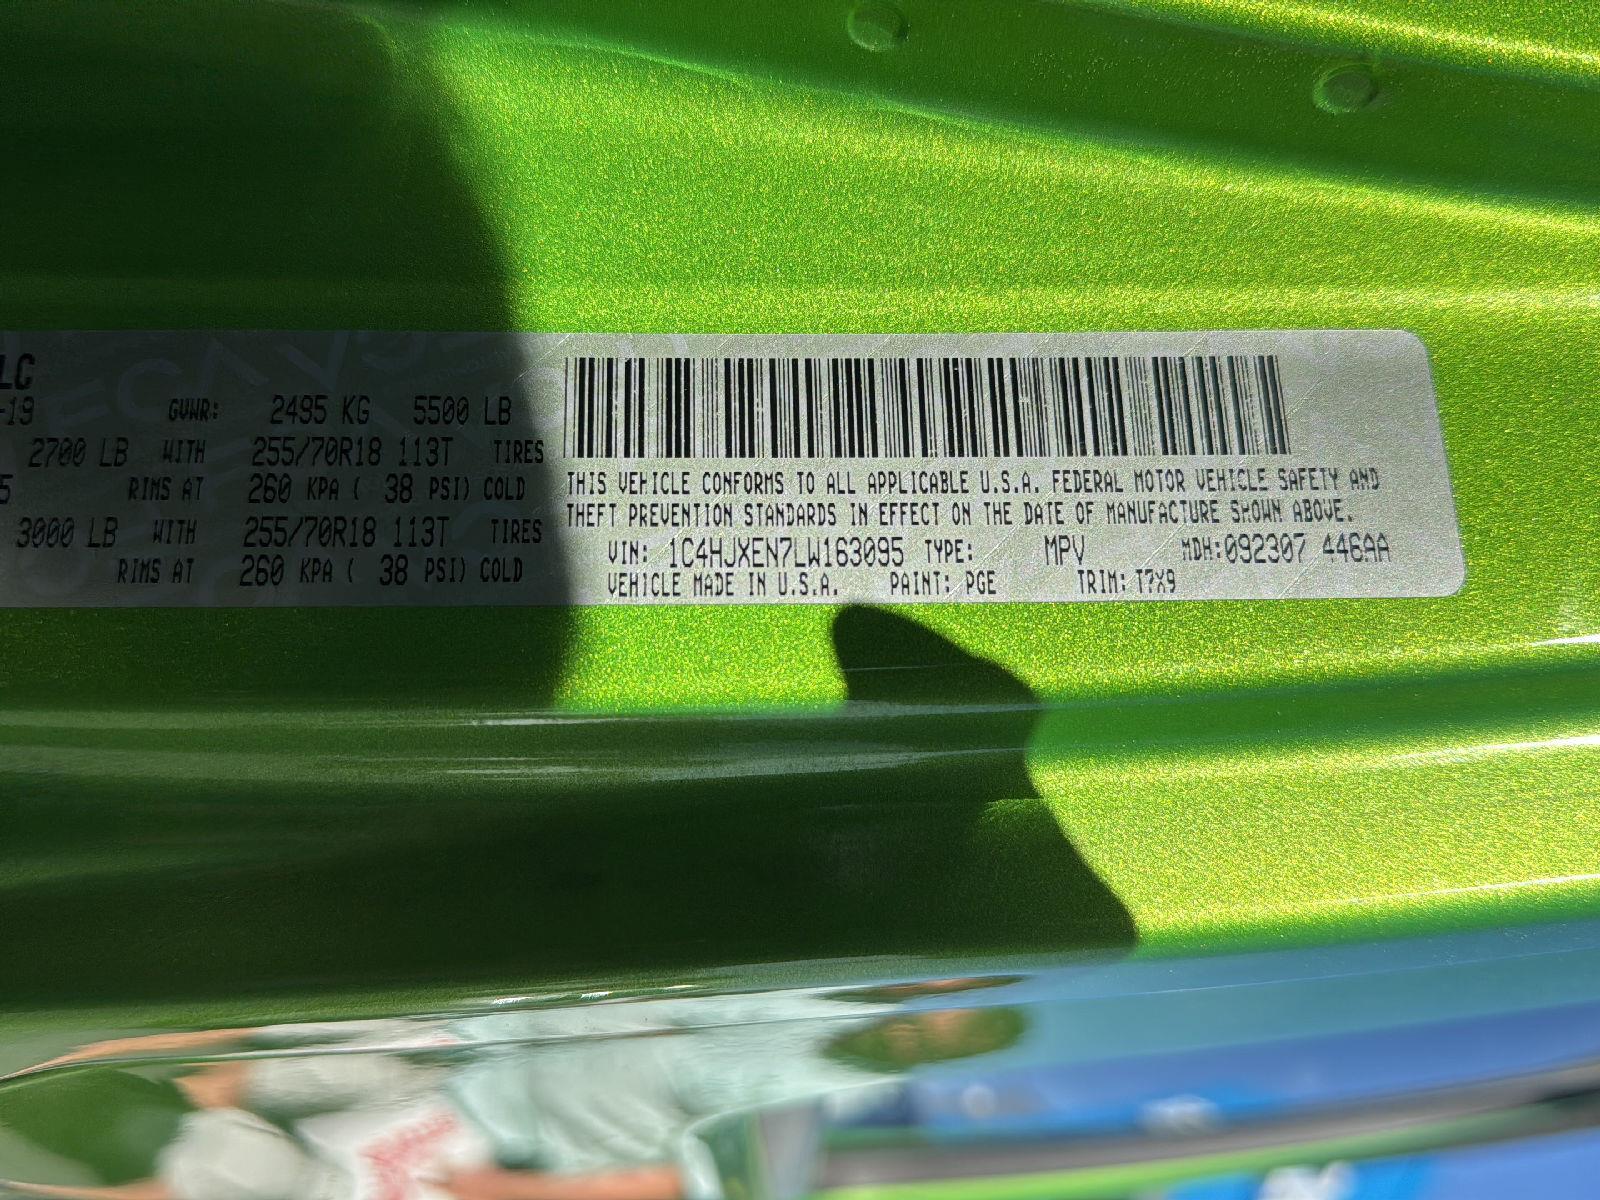 LC
-19 GVWR: 2495 KG 5500 LB
2700 LB WITH 255/70R18 113T TIRES
5 RIMS AT 260 KPA ( 38 PSI) COLD
3000 LB WITH 255/70R18 113T TIRES
RIMS AT 260 KPA ( 38 PSI) COLD
THIS VEHICLE CONFORMS TO ALL APPLICABLE U.S.A. FEDERAL MOTOR VEHICLE SAFETY AND
THEFT PREVENTION STANDARDS IN EFFECT ON THE DATE OF MANUFACTURE SHOWN ABOVE.
VIN: 1C4HJXEN7LW163095 TYPE: MPV MDH:092307 446AA
VEHICLE MADE IN U.S.A. PAINT: PGE TRIM: T7X9